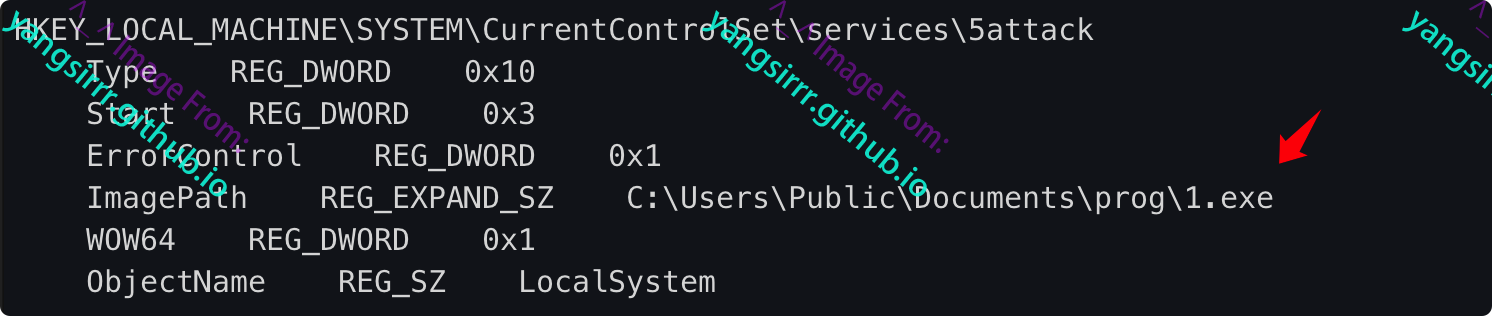 HKEY_LOCAL_MACHINE\SYSTEM\CurrentControlSet\services\5attack
Type    REG_DWORD    0x10
Start    REG_DWORD    0x3
ErrorControl    REG_DWORD    0x1
ImagePath    REG_EXPAND_SZ    C:\Users\Public\Documents\prog\1.exe
WOW64    REG_DWORD    0x1
ObjectName    REG_SZ    LocalSystem
^_^ Image From:
yangsirrr.github.io
^_^ Image From:
yangsirrr.github.io
^_
yangsirr